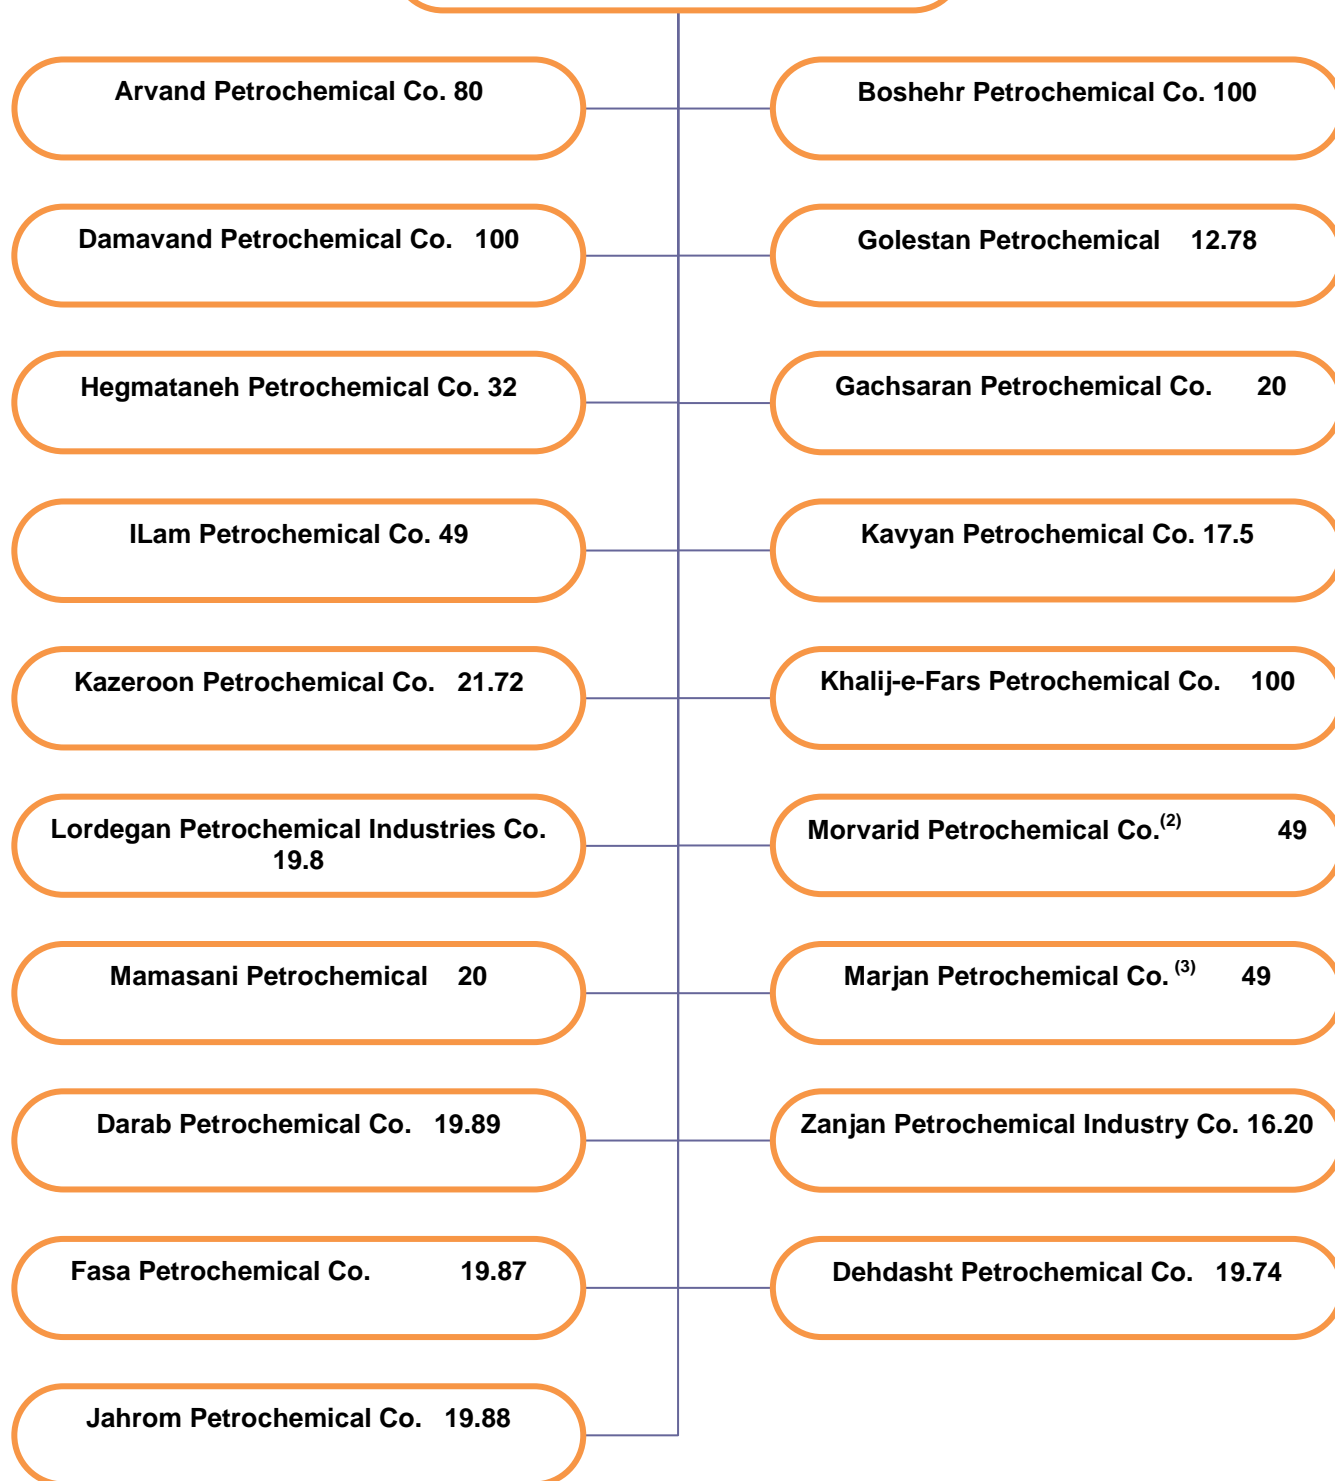 Arvand Petrochemical Co. 80
Boshehr Petrochemical Co. 100
Damavand Petrochemical Co. 100
Golestan Petrochemical 12.78
Hegmataneh Petrochemical Co. 32
Gachsaran Petrochemical Co. 20
ILam Petrochemical Co. 49
Kavyan Petrochemical Co. 17.5
Kazeroon Petrochemical Co. 21.72
Khalij-e-Fars Petrochemical Co. 100
Lordegan Petrochemical Industries Co.
19.8
Morvarid Petrochemical Co.(2) 49
Mamasani Petrochemical 20
Marjan Petrochemical Co. (3) 49
Darab Petrochemical Co. 19.89
Zanjan Petrochemical Industry Co. 16.20
Fasa Petrochemical Co. 19.87
Dehdasht Petrochemical Co. 19.74
Jahrom Petrochemical Co. 19.88